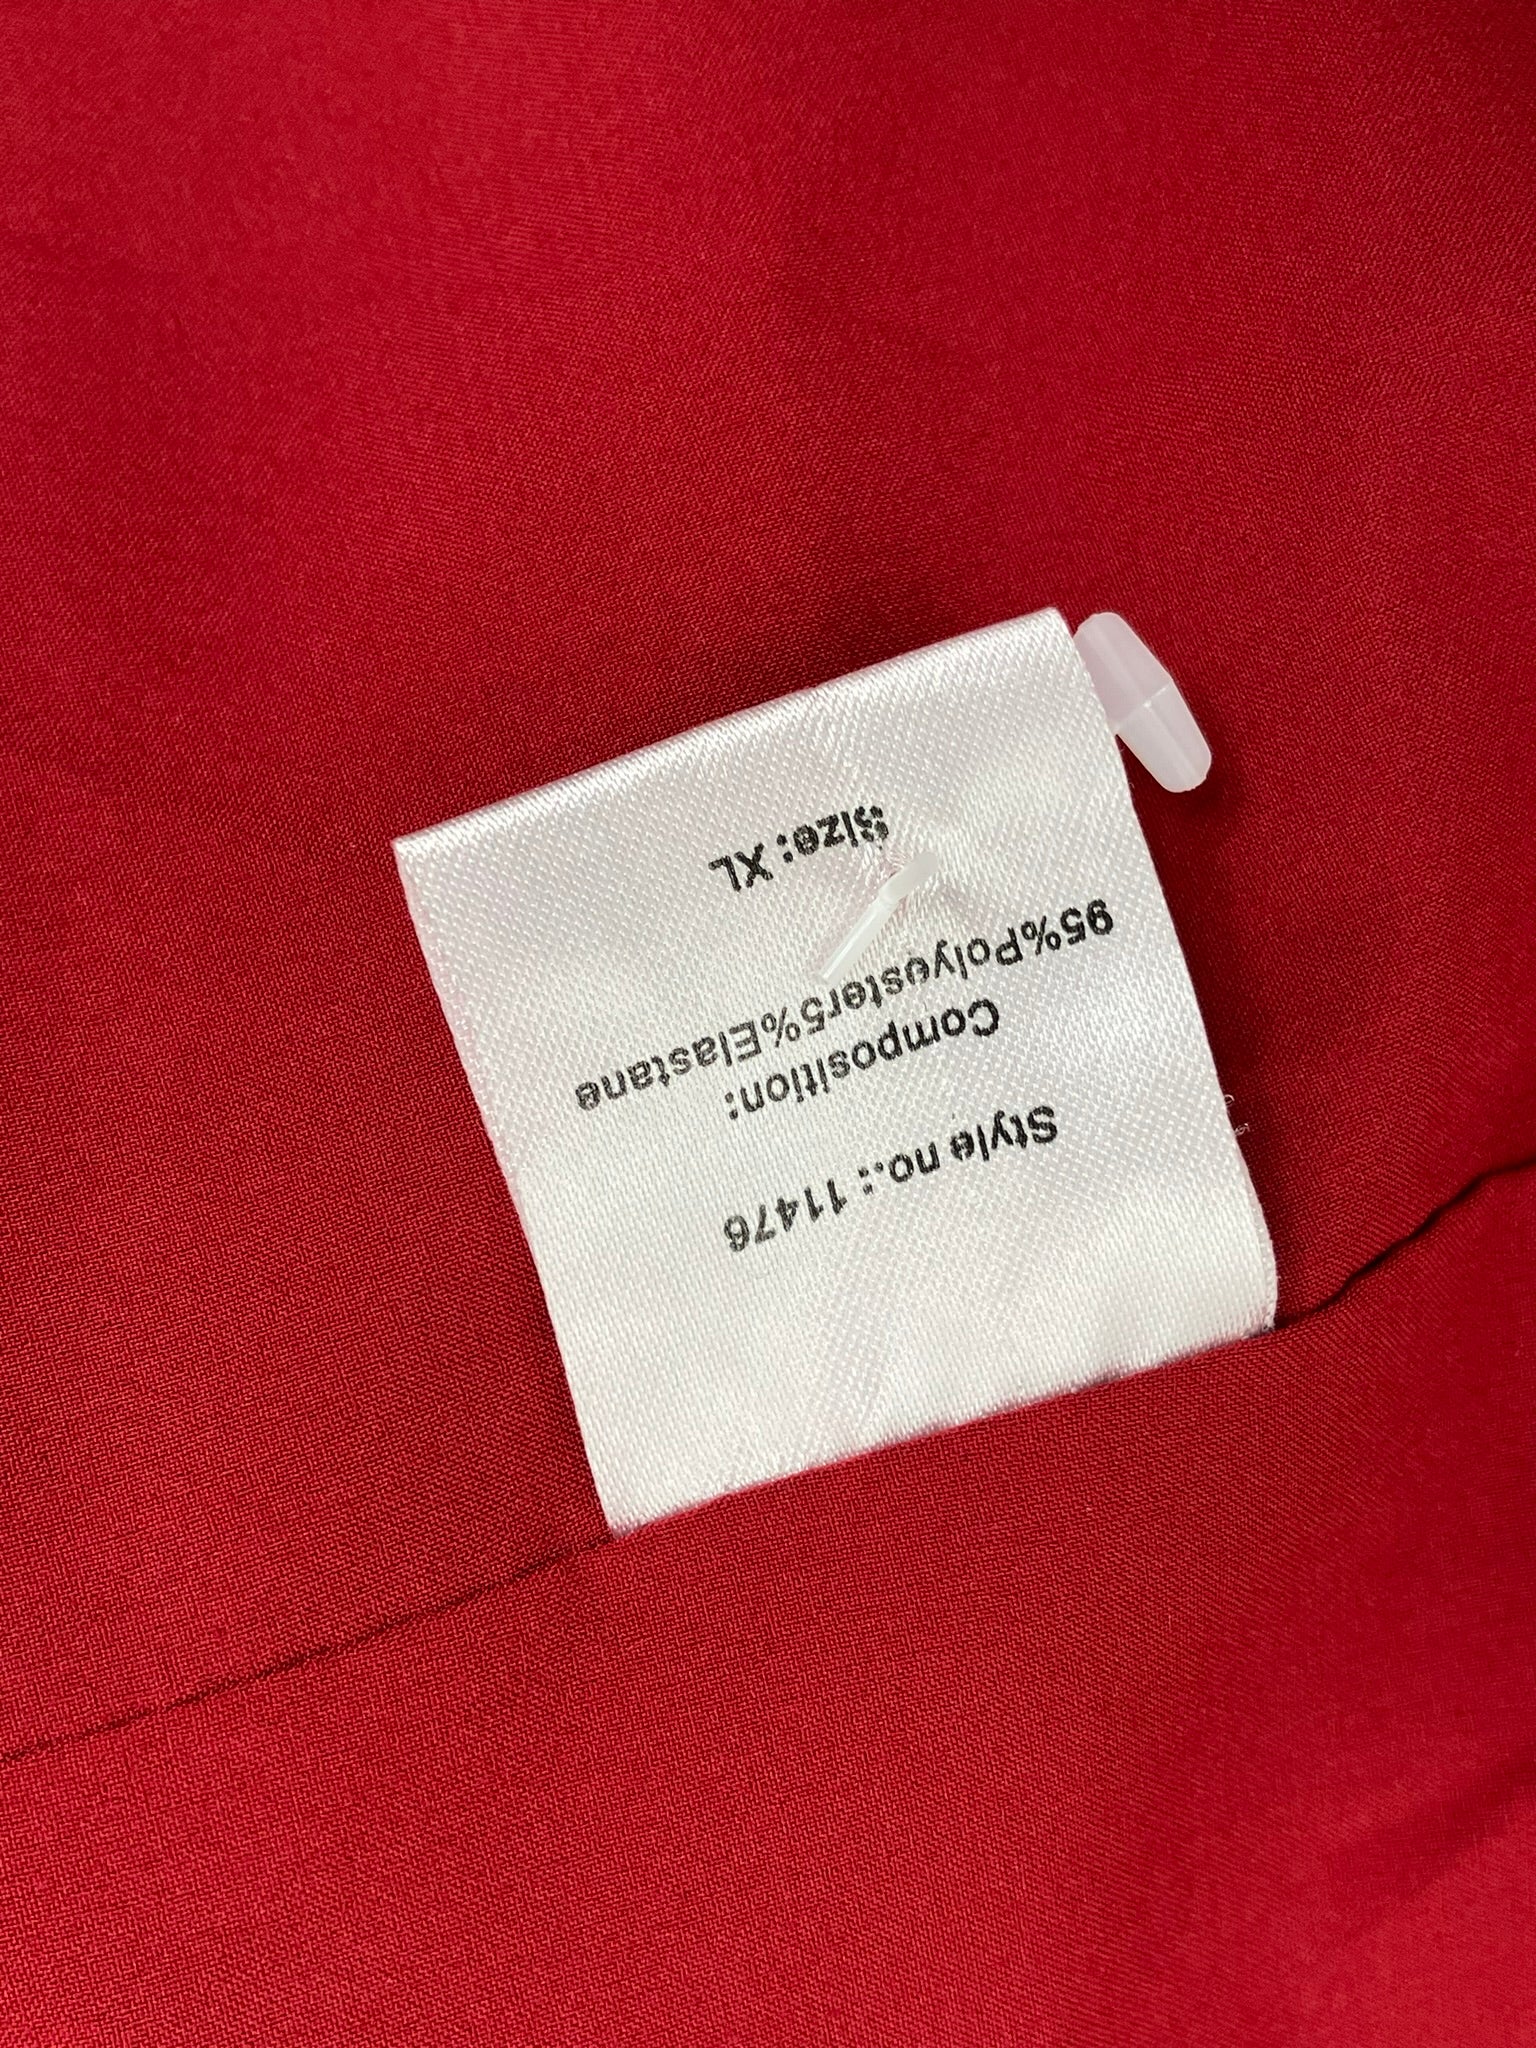 Style no.: 11476
Composition:
95%Polyester5%Elastane
Size: XL